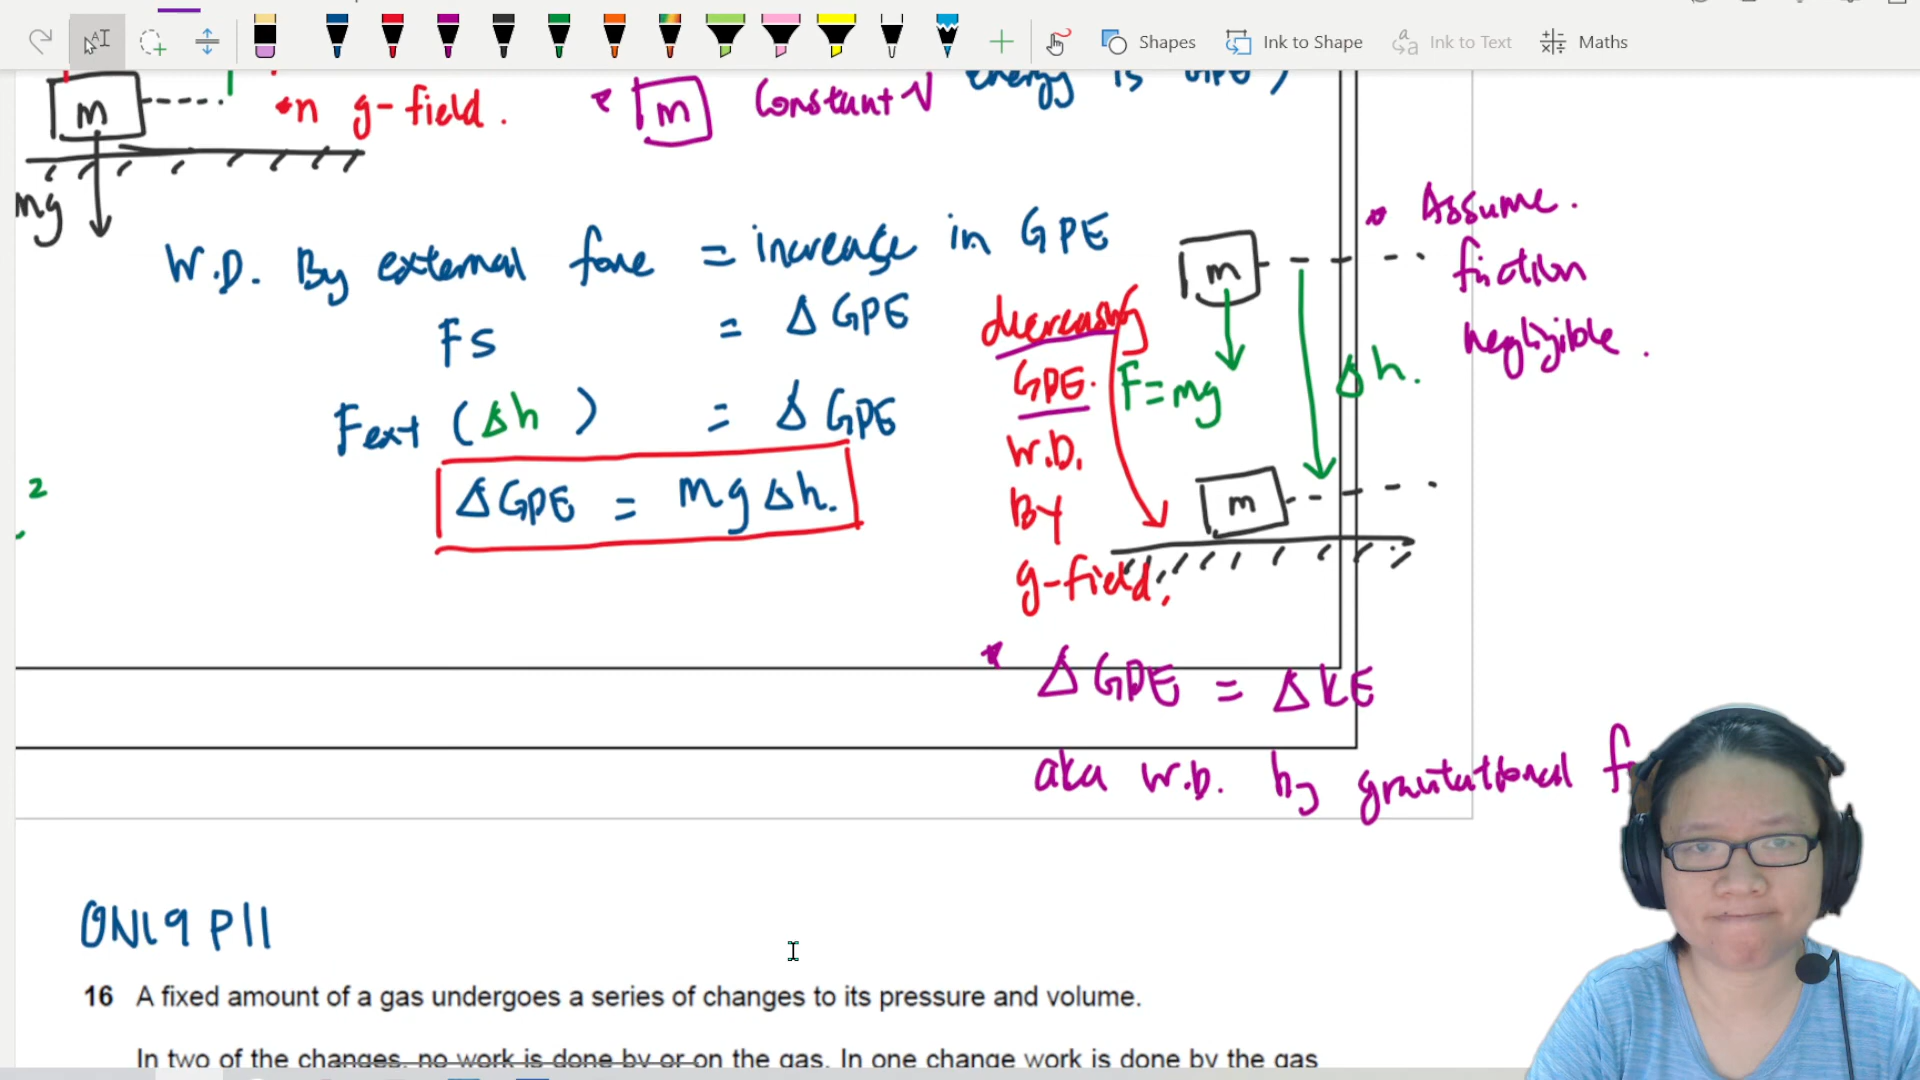 Shapes
Ink to Shape
Ink to Text
Maths
m
n g-field.
m
Constant V
energy is GPE)
mg
W.D. By external force = increase in GPE
Fs = Δ GPE
Fext (Δh) = Δ GPE
ΔGPE = mgΔh.
2
decreasing
GPE.
W.D.
By
g-field.
m
F=mg
Δh.
m
Assume.
friction
negligible.
Δ GPE = Δ KE
aka W.D. by gravitational f
ON19 P11
16 A fixed amount of a gas undergoes a series of changes to its pressure and volume.
In two of the changes, no work is done by or on the gas. In one change work is done by the gas